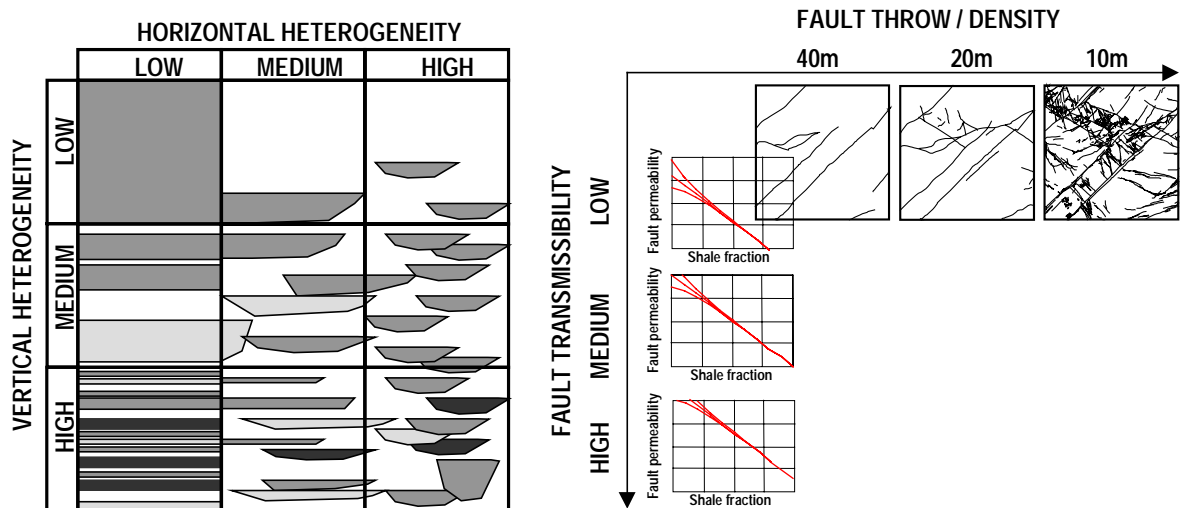 HORIZONTAL HETEROGENEITY
LOW MEDIUM HIGH
VERTICAL HETEROGENEITY
LOW
MEDIUM
HIGH
FAULT THROW / DENSITY
40m 20m 10m
FAULT TRANSMISSIBILITY
LOW
Fault permeability
Shale fraction
MEDIUM
Fault permeability
Shale fraction
HIGH
Fault permeability
Shale fraction